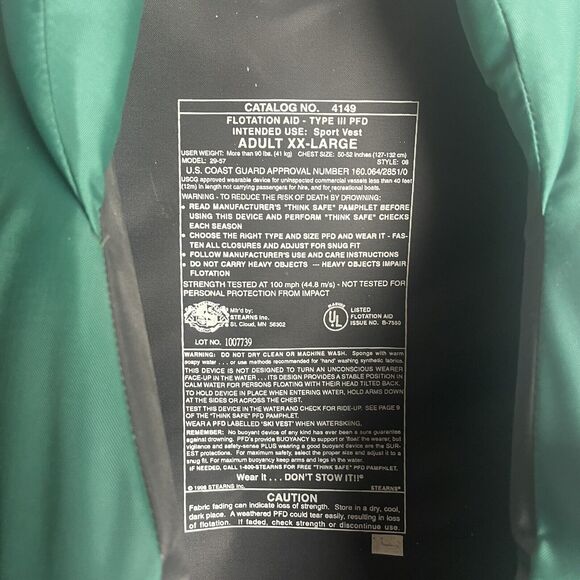 CATALOG NO. 4149
FLOTATION AID - TYPE III PFD
INTENDED USE: Sport Vest
ADULT XX-LARGE
USER WEIGHT: More than 90 lbs. (41 kg) CHEST SIZE: 50-52 inches (127-132 cm)
MODEL: 29-57 STYLE: 08
U.S. COAST GUARD APPROVAL NUMBER 160.064/2851/0
USCG approved wearable device for uninspected commercial vessels less than 40 feet
(12m) in length not carrying passengers for hire, and for recreational boats.
WARNING - TO REDUCE THE RISK OF DEATH BY DROWNING:
• READ MANUFACTURER'S "THINK SAFE" PAMPHLET BEFORE
USING THIS DEVICE AND PERFORM "THINK SAFE" CHECKS
EACH SEASON
• CHOOSE THE RIGHT TYPE AND SIZE PFD AND WEAR IT - FAS-
TEN ALL CLOSURES AND ADJUST FOR SNUG FIT
• FOLLOW MANUFACTURER'S USE AND CARE INSTRUCTIONS
• DO NOT CARRY HEAVY OBJECTS --- HEAVY OBJECTS IMPAIR
FLOTATION
STRENGTH TESTED AT 100 mph (44.8 m/s) - NOT TESTED FOR
PERSONAL PROTECTION FROM IMPACT
Mfr'd by:
STEARNS Inc.
St. Cloud, MN 56302
MARINE
UL
LISTED
FLOTATION AID
ISSUE NO. B-7550
LOT NO. 1007739
WARNING: DO NOT DRY CLEAN OR MACHINE WASH. Sponge with warm
soapy water . . . or use methods recommended for 'hand' washing synthetic fabrics.
THIS DEVICE IS NOT DESIGNED TO TURN AN UNCONSCIOUS WEARER
FACE-UP IN THE WATER . . . ITS DESIGN PROVIDES A STABLE POSITION IN
CALM WATER FOR PERSONS FLOATING WITH THEIR HEAD TILTED BACK.
TO HOLD DEVICE IN PLACE WHEN ENTERING WATER, HOLD ARMS DOWN
AT THE SIDES OR ACROSS THE CHEST.
TEST THIS DEVICE IN THE WATER AND CHECK FOR RIDE-UP. SEE PAGE 9
OF THE "THINK SAFE" PFD PAMPHLET.
WEAR A PFD LABELLED 'SKI VEST' WHEN WATERSKIING.
REMEMBER: No buoyant device of any kind has ever been a sure guarantee
against drowning. PFD's provide BUOYANCY to support or 'float' the wearer, but
vigilance and safety-sense PLUS wearing a good buoyant device are the SUR-
EST protections. For maximum safety, select the proper size and adjust it to a
snug fit. For maximum buoyancy keep arms and legs in the water.
IF NEEDED, CALL 1-800-STEARNS FOR FREE "THINK SAFE" PFD PAMPHLET.
Wear it . . . DON'T STOW IT!!®
© 1996 STEARNS Inc. STEARNS®
CAUTION
Fabric fading can indicate loss of strength. Store in a dry, cool,
dark place. A weathered PFD could tear easily, resulting in loss
of flotation. If faded, check strength or discontinue use.